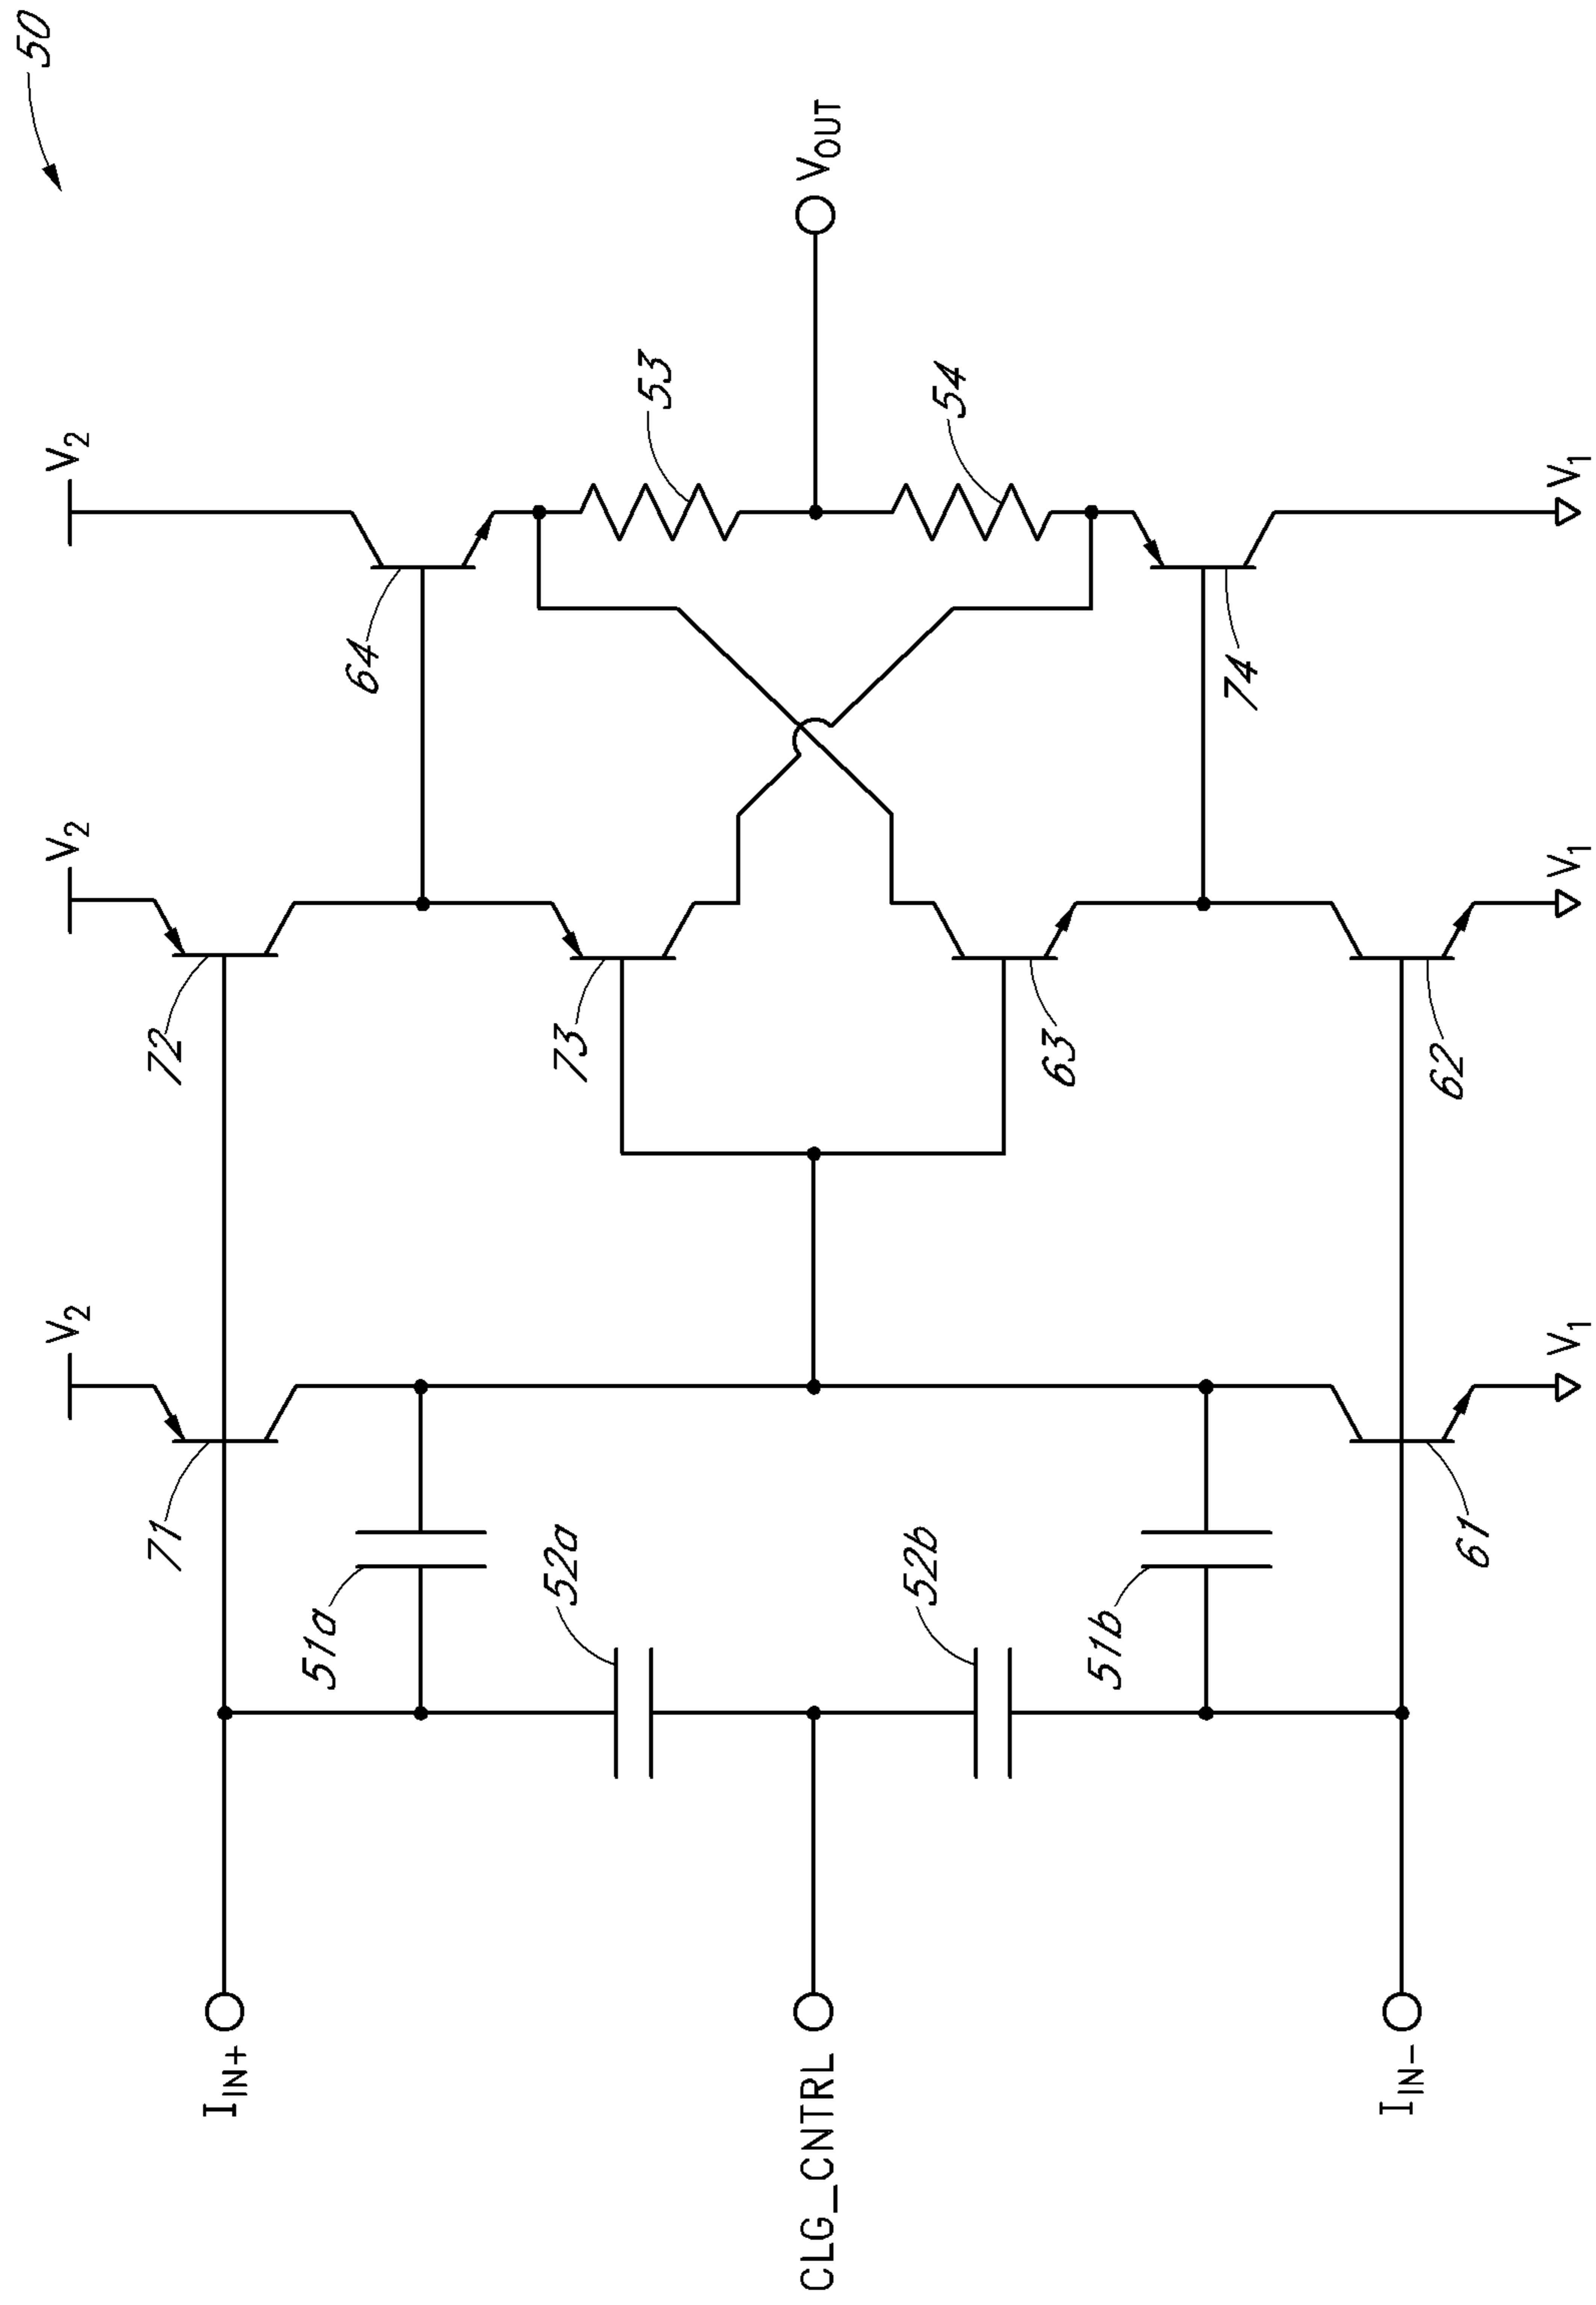 50
V2
V2
V2
71
72
64
IIN+
51a
52a
73
53
CLG_CNTRL
VOUT
52b
63
54
51b
74
IIN-
61
62
V1
V1
V1